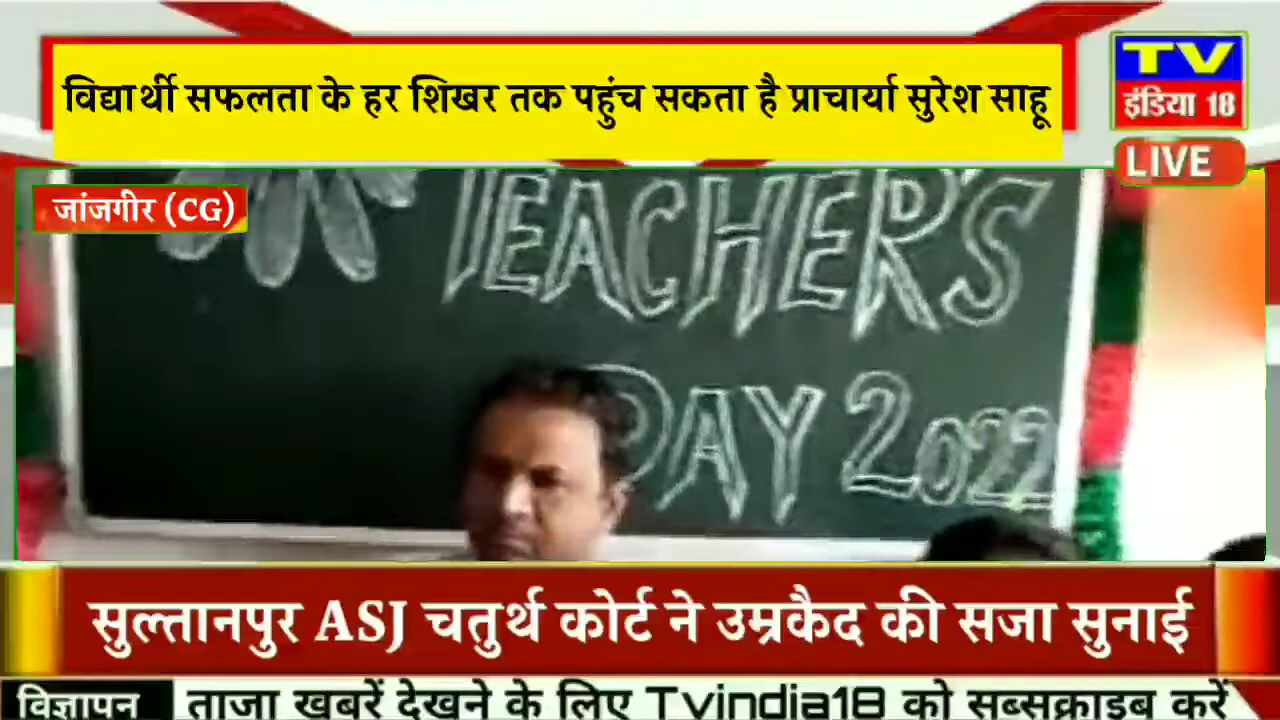 विद्यार्थी सफलता के हर शिखर तक पहुंच सकता है प्राचार्या सुरेश साहू
TV
इंडिया 18
LIVE
जांजगीर (CG)
TEACHER'S
DAY 2022
सुल्तानपुर ASJ चतुर्थ कोर्ट ने उम्रकैद की सजा सुनाई
विज्ञापन ताजा खबरें देखने के लिए Tvindia18 को सब्सक्राइब करें